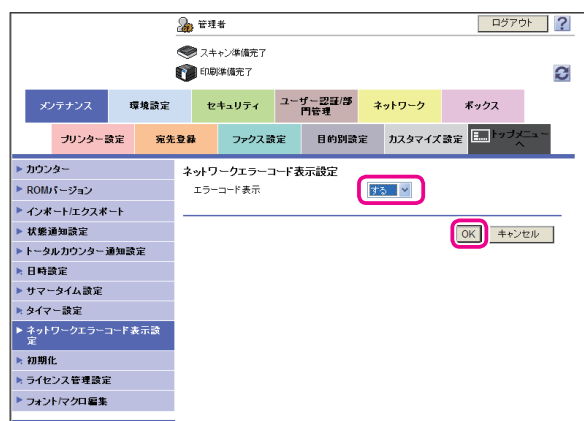 管理者
ログアウト
?
スキャン準備完了
印刷準備完了
メンテナンス
環境設定
セキュリティ
ユーザー認証/部
門管理
ネットワーク
ボックス
プリンター設定
宛先登録
ファクス設定
目的別設定
カスタマイズ設定
トップメニュー
へ
カウンター
ROMバージョン
インポート/エクスポート
状態通知設定
トータルカウンター通知設定
日時設定
サマータイム設定
タイマー設定
ネットワークエラーコード表示設
定
初期化
ライセンス管理設定
フォント/マクロ編集
ネットワークエラーコード表示設定
エラーコード表示
する
OK
キャンセル